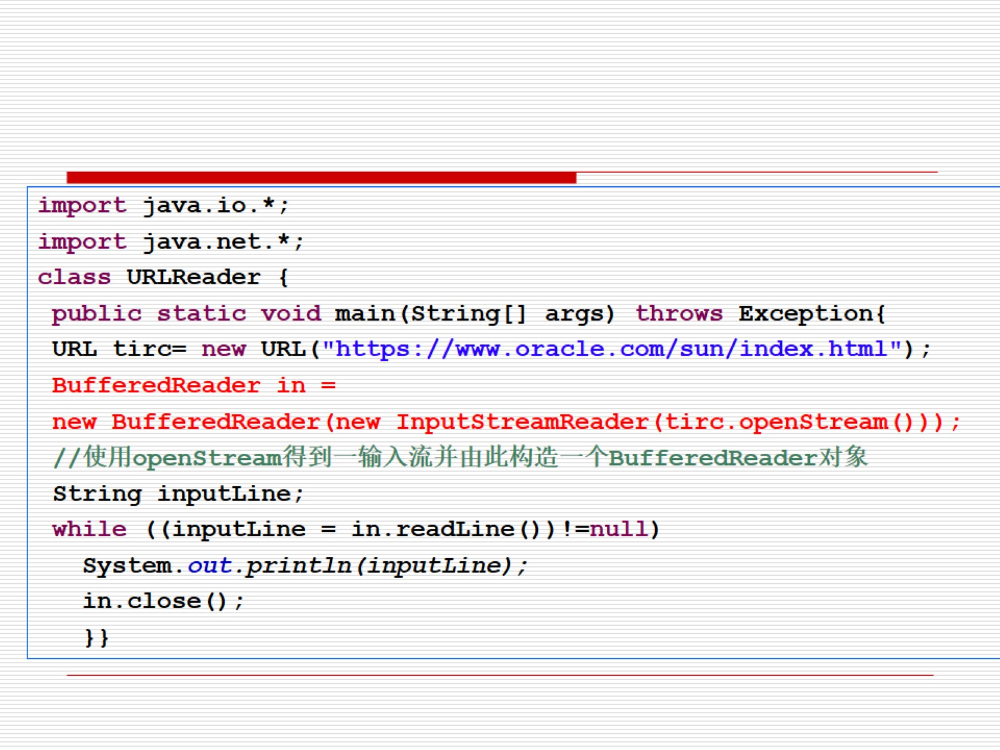 import java.io.*;
import java.net.*;
class URLReader {
public static void main(String[] args) throws Exception{
URL tirc= new URL("https://www.oracle.com/sun/index.html");
BufferedReader in =
new BufferedReader(new InputStreamReader(tirc.openStream()));
//使用openStream得到一输入流并由此构造一个BufferedReader对象
String inputLine;
while ((inputLine = in.readLine())!=null)
System.out.println(inputLine);
in.close();
}}